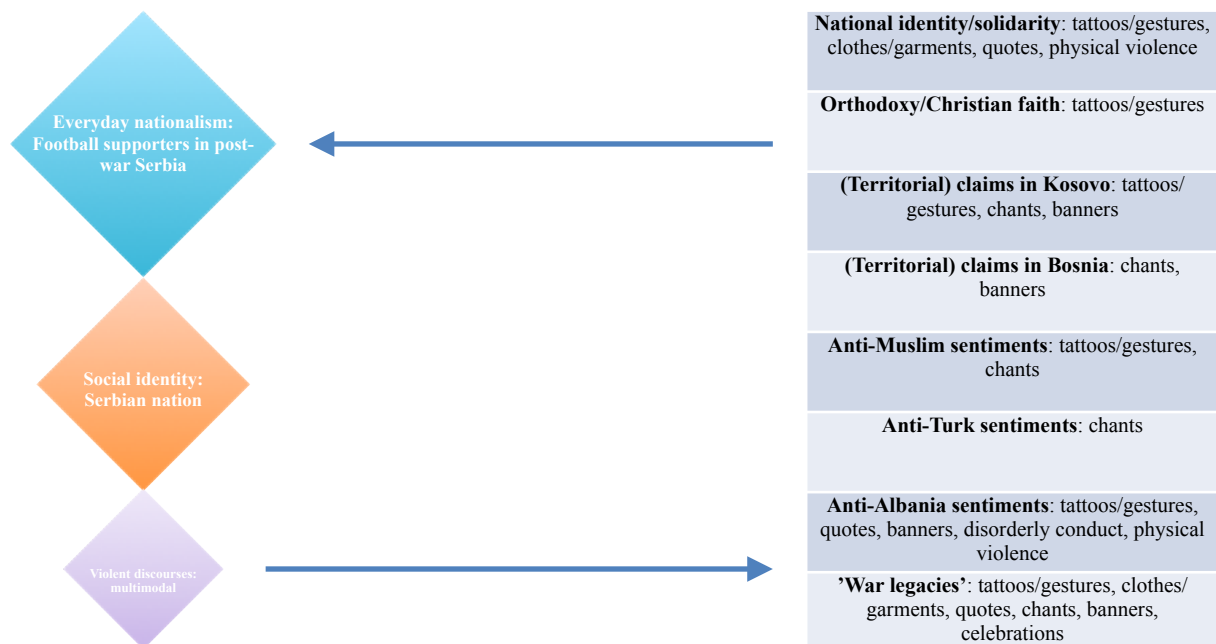 Everyday nationalism:
Football supporters in post-
war Serbia
Social identity:
Serbian nation
Violent discourses:
multimodal
National identity/solidarity: tattoos/gestures,
clothes/garments, quotes, physical violence
Orthodoxy/Christian faith: tattoos/gestures
(Territorial) claims in Kosovo: tattoos/
gestures, chants, banners
(Territorial) claims in Bosnia: chants,
banners
Anti-Muslim sentiments: tattoos/gestures,
chants
Anti-Turk sentiments: chants
Anti-Albania sentiments: tattoos/gestures,
quotes, banners, disorderly conduct, physical
violence
’War legacies’: tattoos/gestures, clothes/
garments, quotes, chants, banners,
celebrations